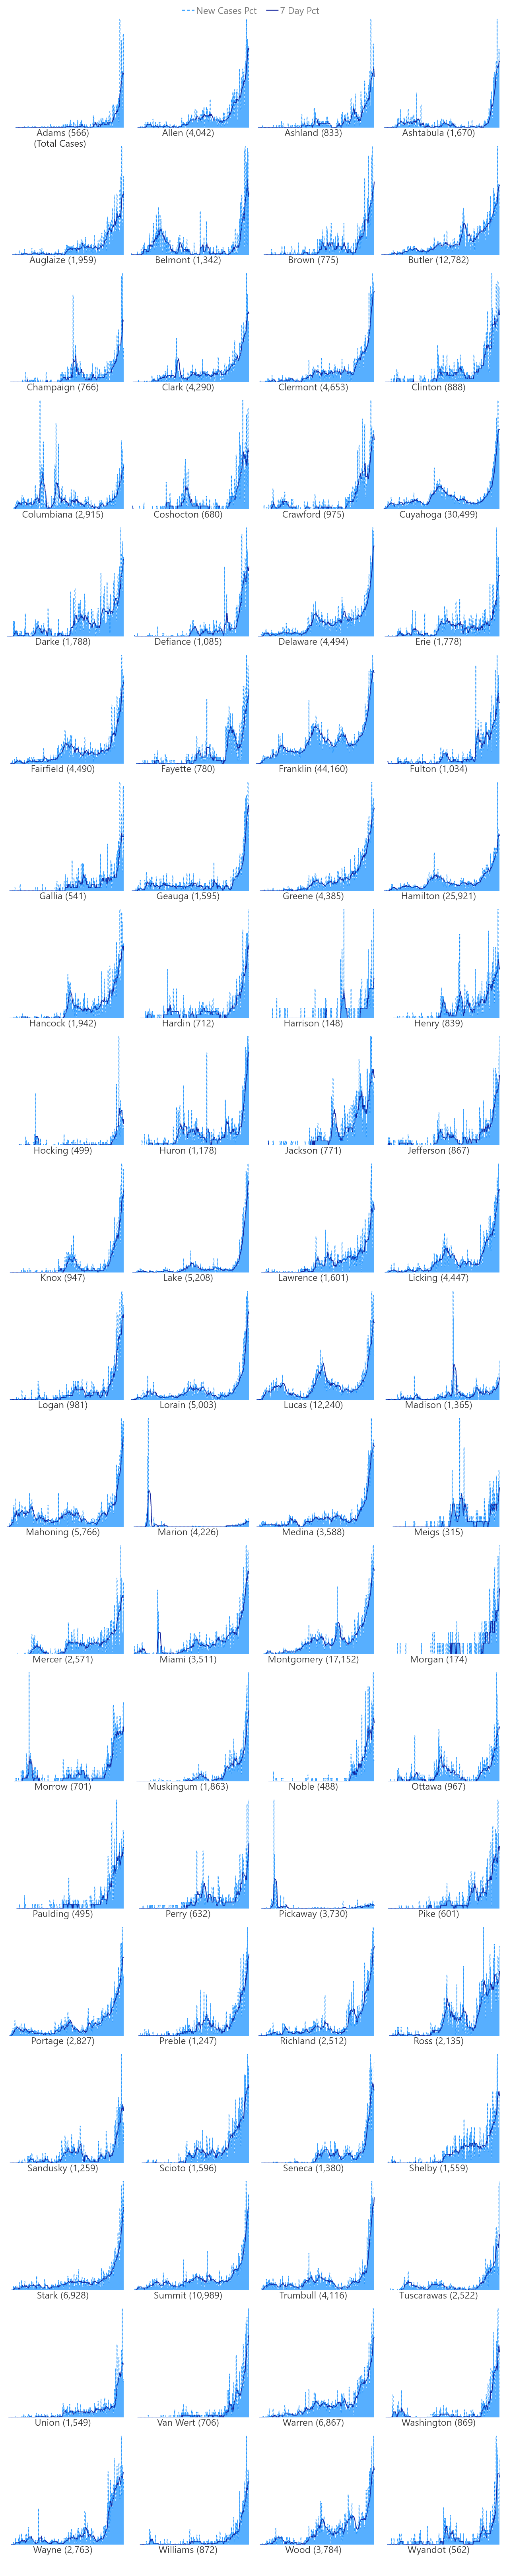 New Cases Pct 7 Day Pct
Adams (566) Allen (4,042) Ashland (833) Ashtabula (1,670)
(Total Cases)
Auglaize (1,959) Belmont (1,342) Brown (775) Butler (12,782)
Champaign (766) Clark (4,290) Clermont (4,653) Clinton (888)
Columbiana (2,915) Coshocton (680) Crawford (975) Cuyahoga (30,499)
Darke (1,788) Defiance (1,085) Delaware (4,494) Erie (1,778)
Fairfield (4,490) Fayette (780) Franklin (44,160) Fulton (1,034)
Gallia (541) Geauga (1,595) Greene (4,385) Hamilton (25,921)
Hancock (1,942) Hardin (712) Harrison (148) Henry (839)
Hocking (499) Huron (1,178) Jackson (771) Jefferson (867)
Knox (947) Lake (5,208) Lawrence (1,601) Licking (4,447)
Logan (981) Lorain (5,003) Lucas (12,240) Madison (1,365)
Mahoning (5,766) Marion (4,226) Medina (3,588) Meigs (315)
Mercer (2,571) Miami (3,511) Montgomery (17,152) Morgan (174)
Morrow (701) Muskingum (1,863) Noble (488) Ottawa (967)
Paulding (495) Perry (632) Pickaway (3,730) Pike (601)
Portage (2,827) Preble (1,247) Richland (2,512) Ross (2,135)
Sandusky (1,259) Scioto (1,596) Seneca (1,380) Shelby (1,559)
Stark (6,928) Summit (10,989) Trumbull (4,116) Tuscarawas (2,522)
Union (1,549) Van Wert (706) Warren (6,867) Washington (869)
Wayne (2,763) Williams (872) Wood (3,784) Wyandot (562)